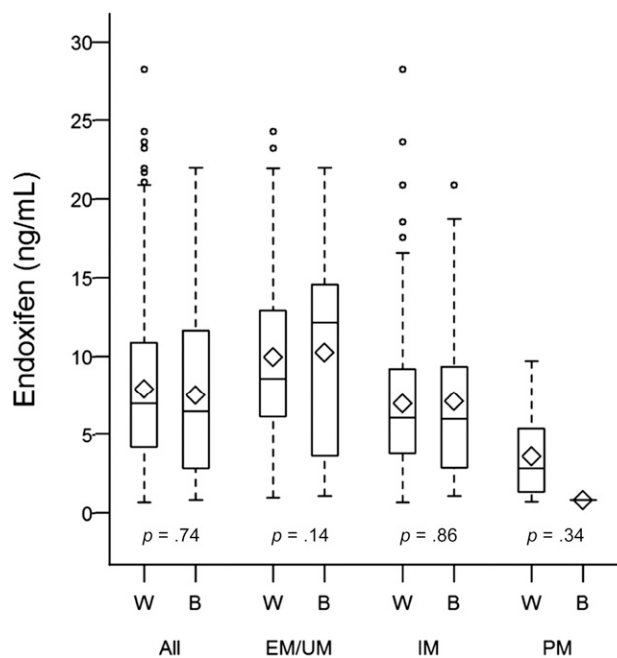 Endoxifen (ng/mL)
30
25
20
15
10
5
0
p = .74 p = .14 p = .86 p = .34
W B W B W B W B
All EM/UM IM PM